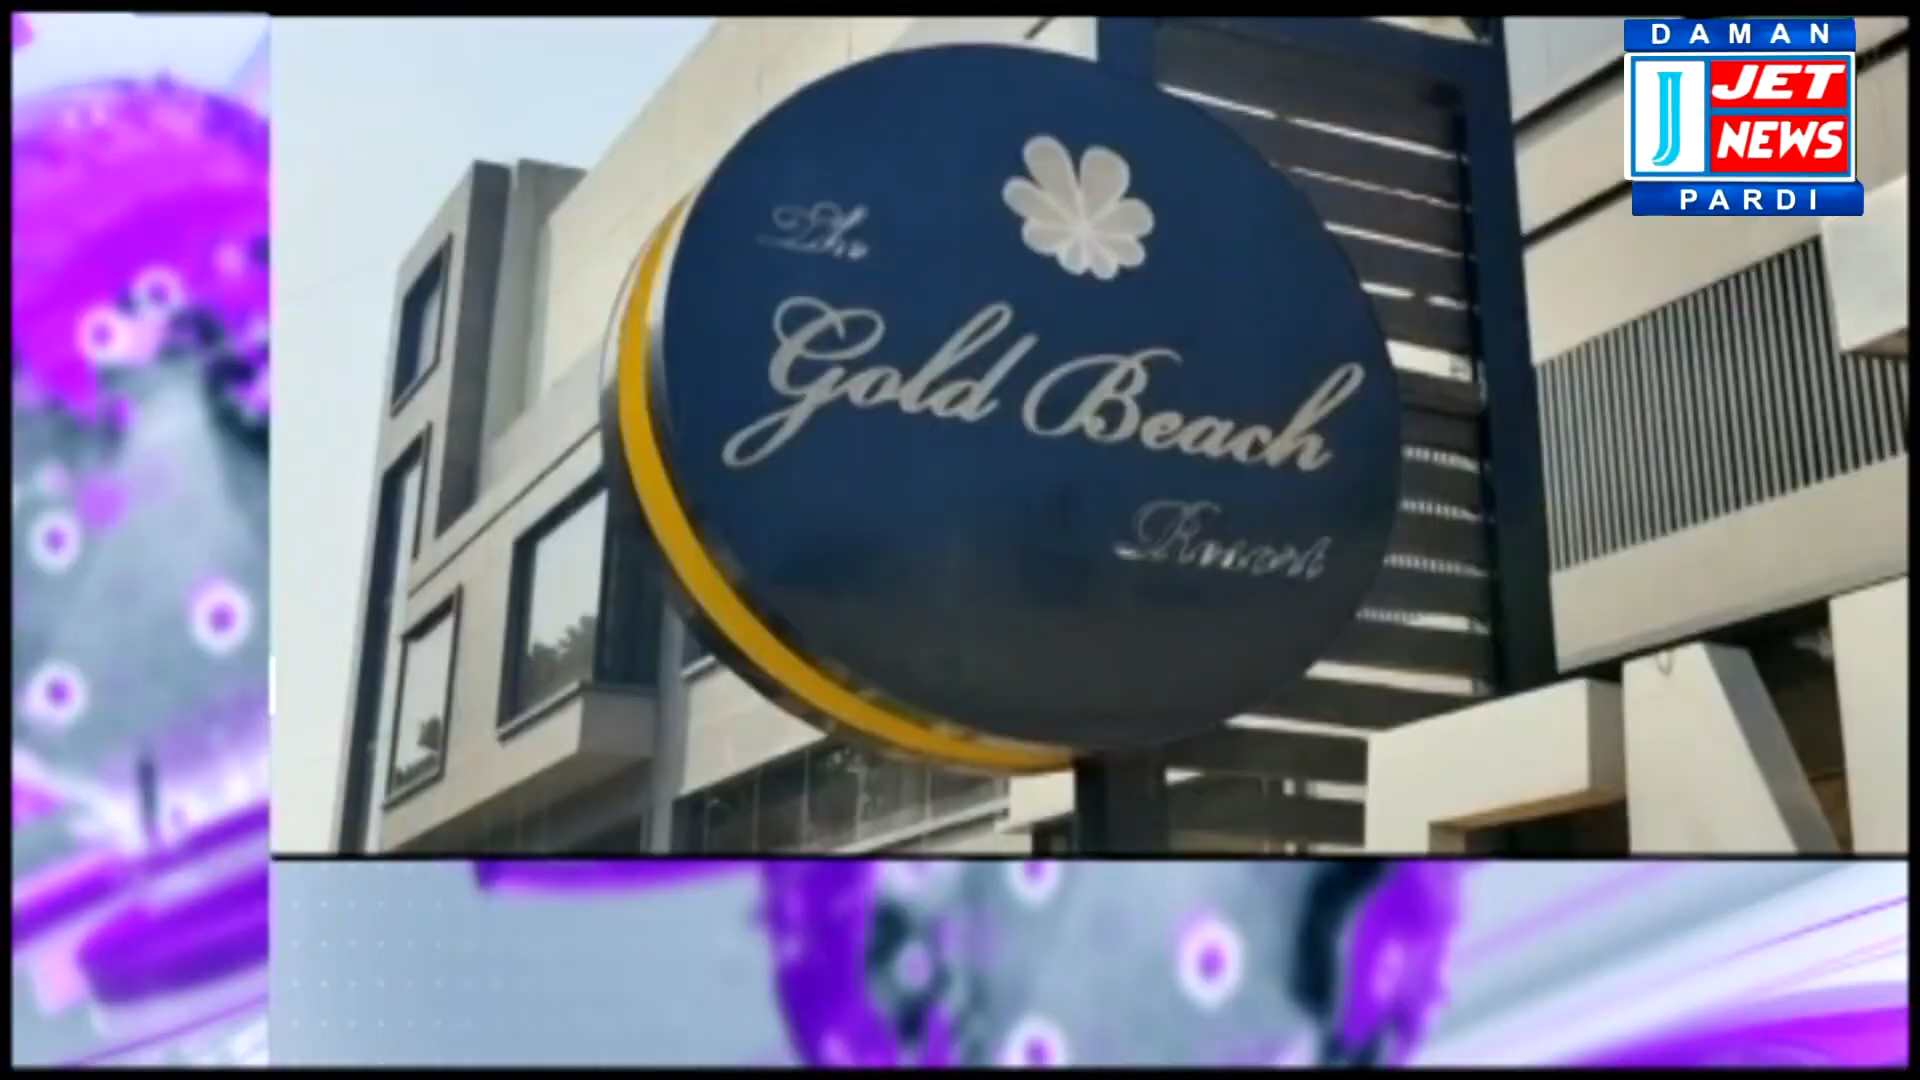 The
Gold Beach
Resort
DAMAN
J JET
NEWS
PARDI